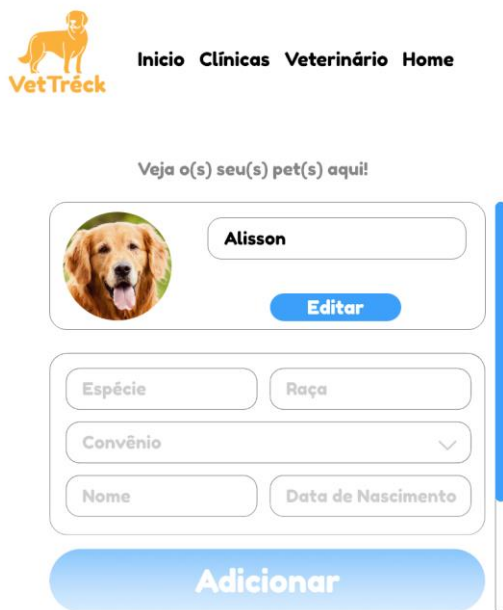 VetTréck
Inicio Clínicas Veterinário Home
Veja o(s) seu(s) pet(s) aqui!
Alisson
Editar
Espécie
Raça
Convênio
Nome
Data de Nascimento
Adicionar